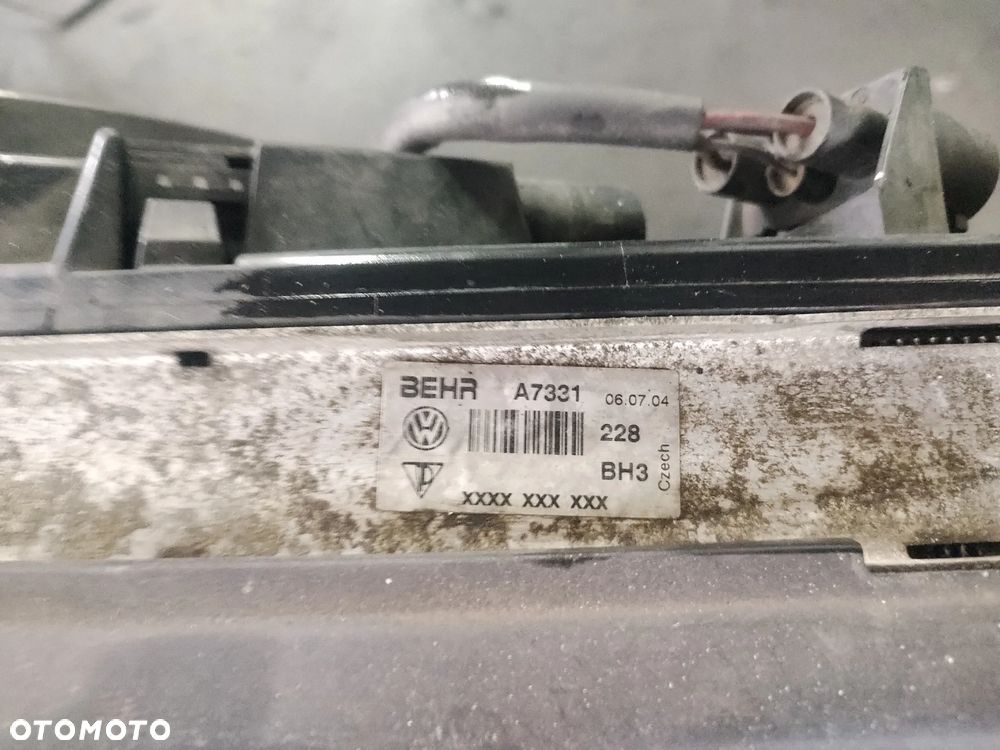 BEHR A7331 06.07.04
228
BH3 Czech
XXXX XXX XXX
OTOMOTO